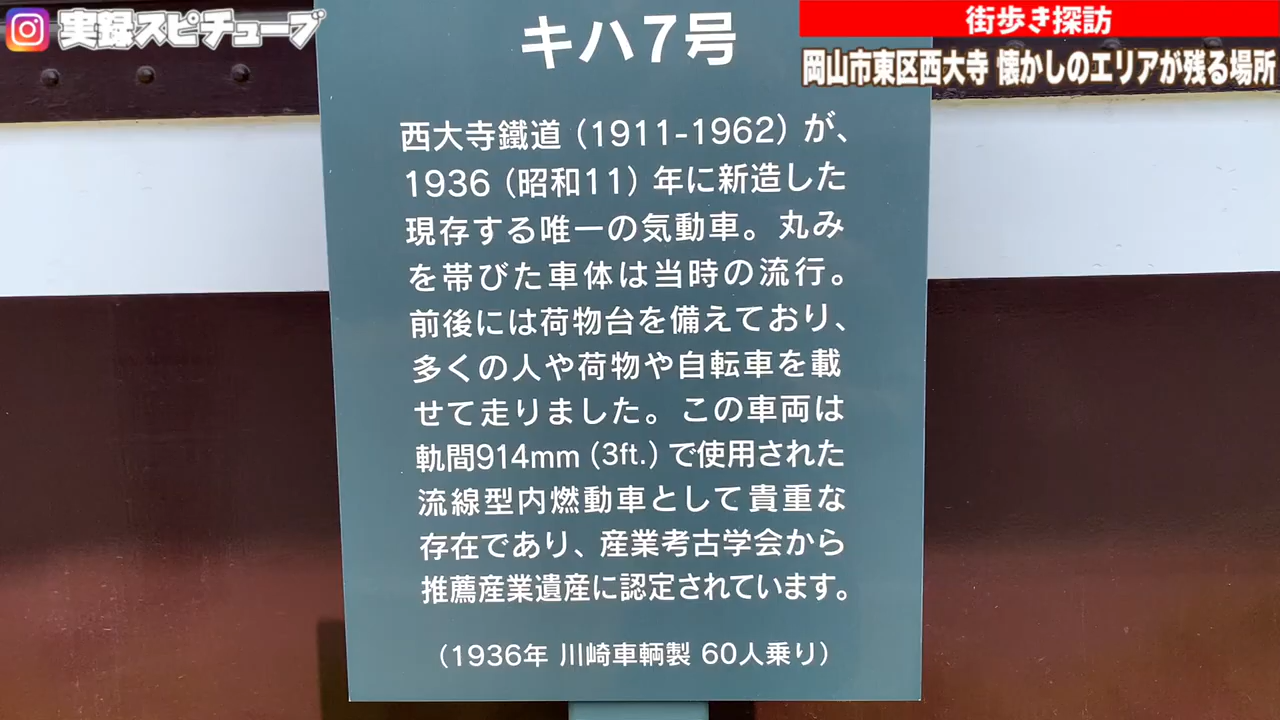 実録スピチューブ
街歩き探訪
岡山市東区西大寺 懐かしのエリアが残る場所
キハ7号
西大寺鐵道(1911-1962)が、
1936(昭和11)年に新造した
現存する唯一の気動車。丸み
を帯びた車体は当時の流行。
前後には荷物台を備えており、
多くの人や荷物や自転車を載
せて走りました。この車両は
軌間914mm(3ft.)で使用された
流線型内燃動車として貴重な
存在であり、産業考古学会から
推薦産業遺産に認定されています。
(1936年 川崎車輌製 60人乗り)